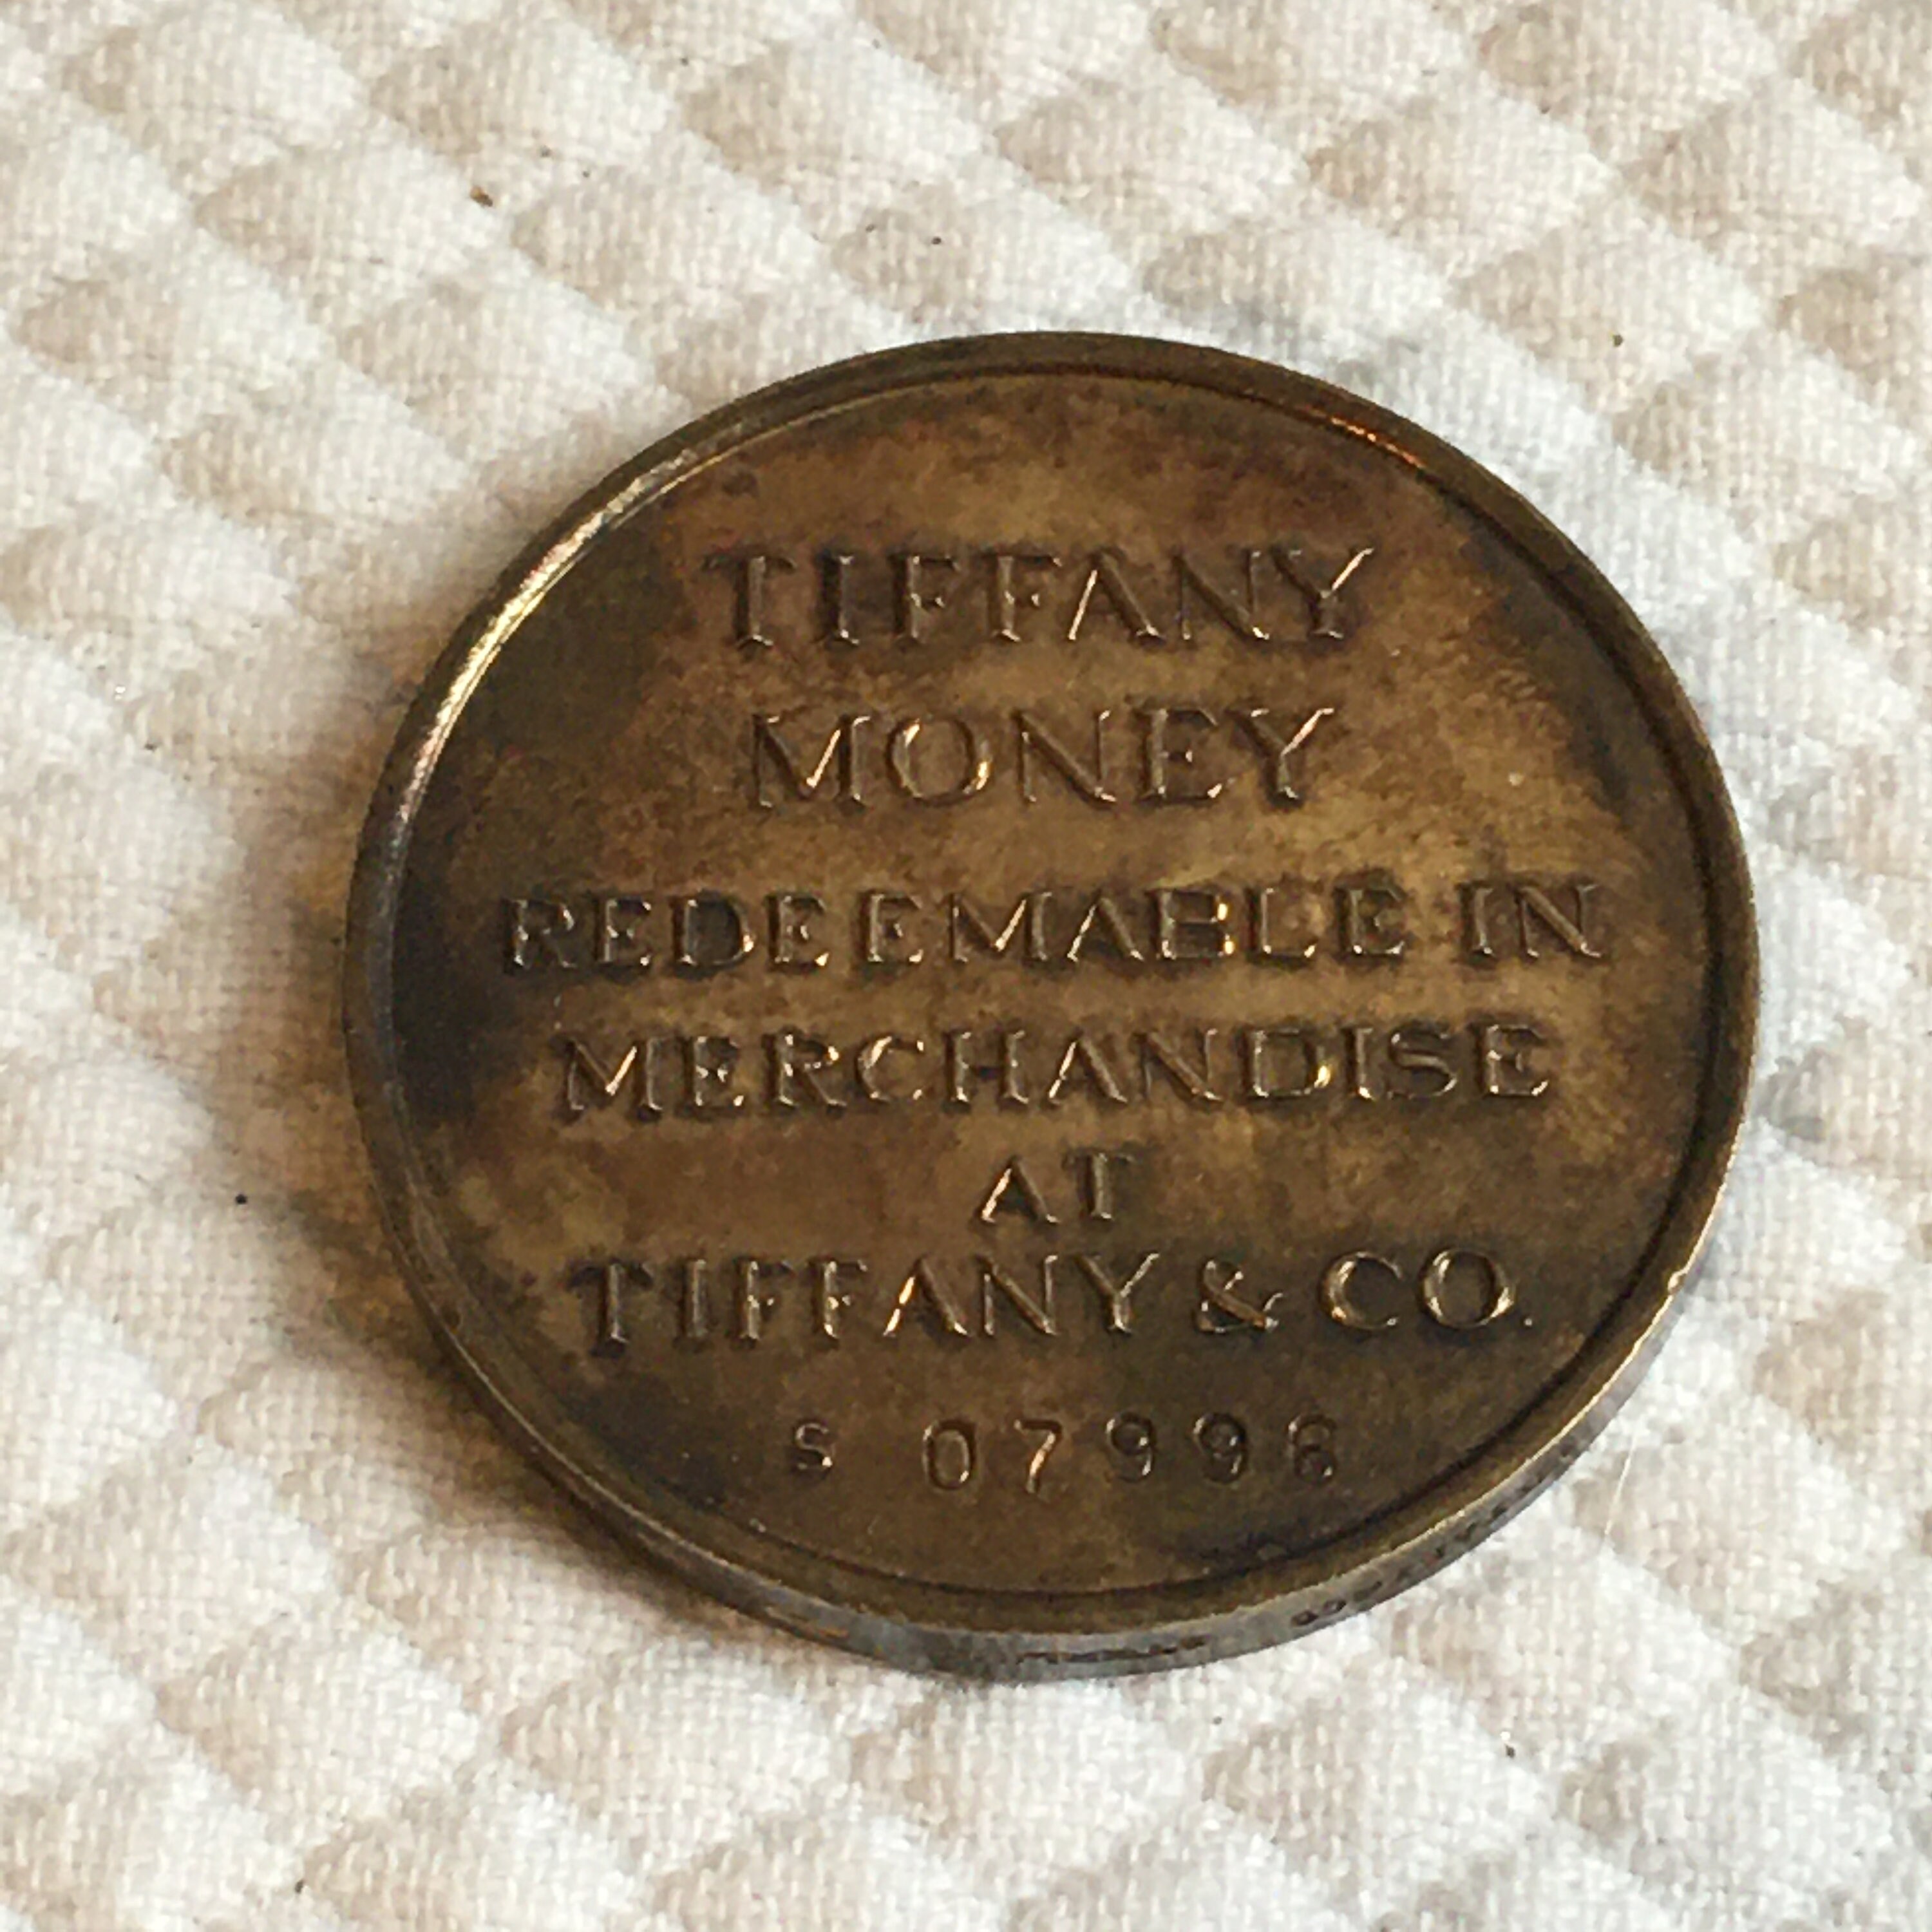 TIFFANY
MONEY
REDEEMABLE IN
MERCHANDISE
AT
TIFFANY & CO.
S 07996